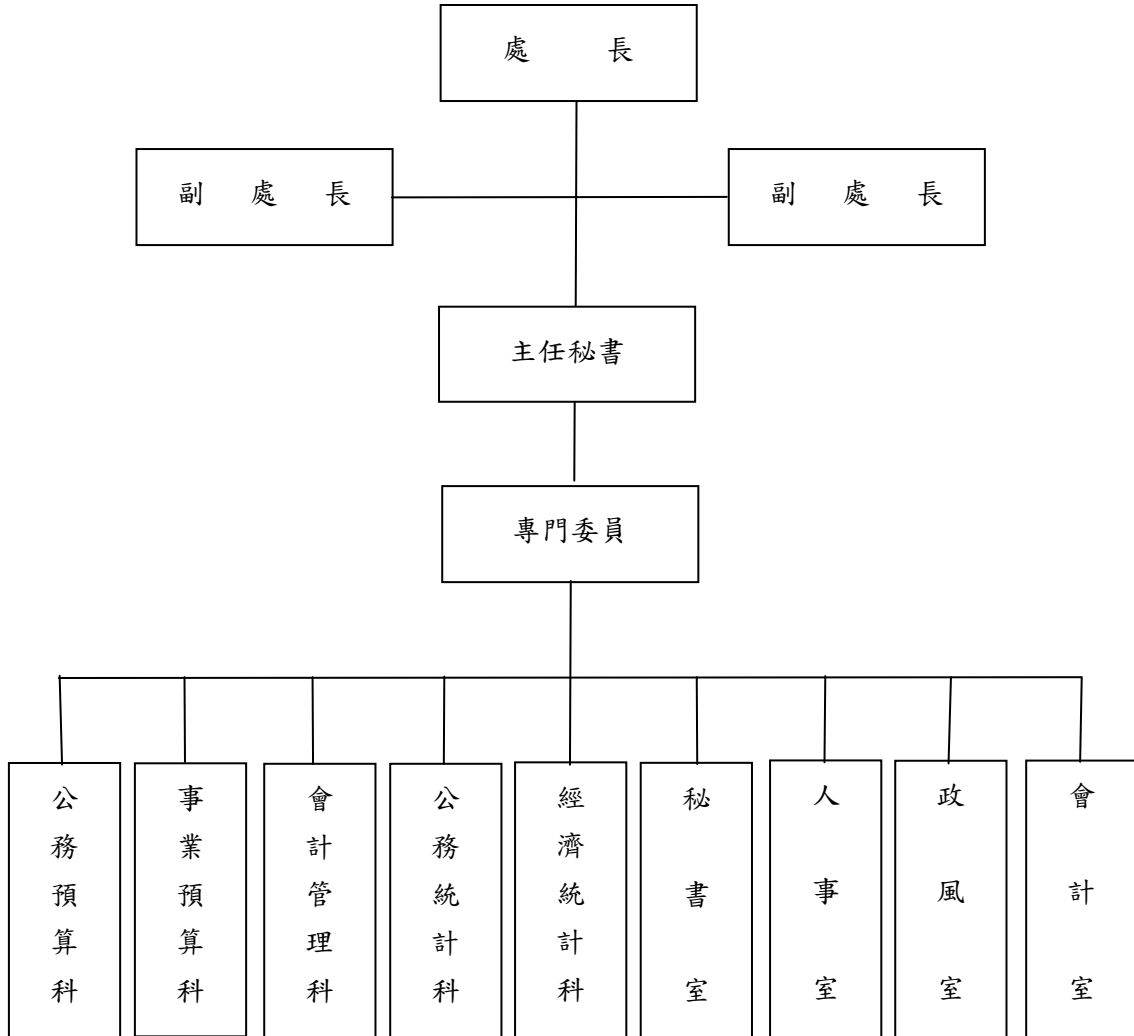 處長
副處長
副處長
主任秘書
專門委員
公務預算科
事業預算科
會計管理科
公務統計科
經濟統計科
秘書室
人事室
政風室
會計室